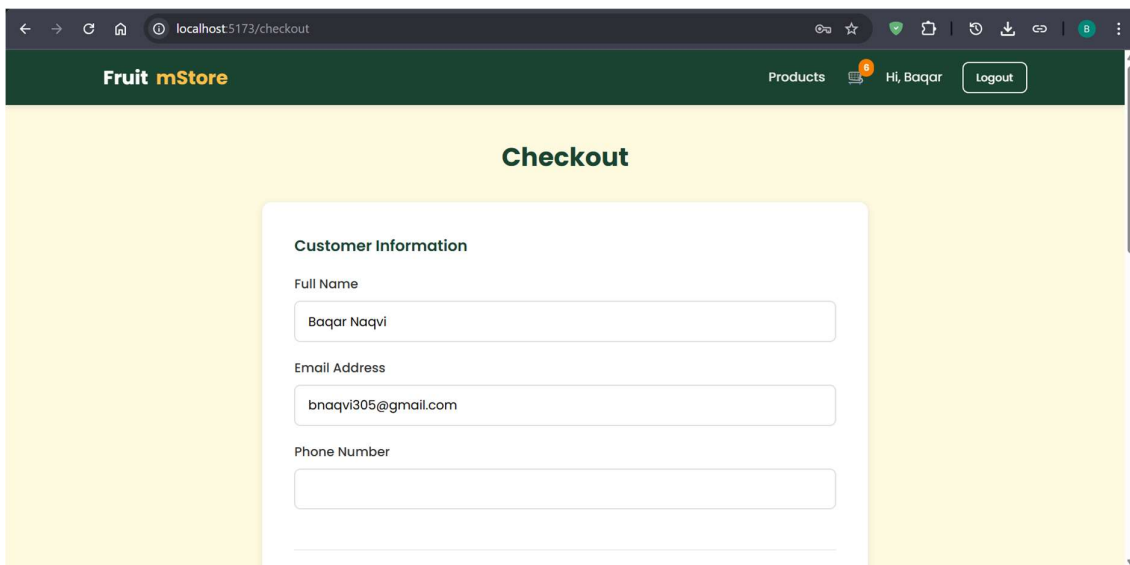 localhost:5173/checkout
B
Fruit mStore
Products
6
Hi, Baqar
Logout
Checkout
Customer Information
Full Name
Baqar Naqvi
Email Address
bnaqvi305@gmail.com
Phone Number